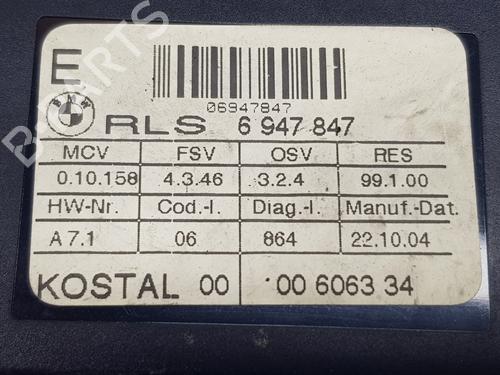 E
06947847
BMW
RLS 6 947 847
MCV FSV OSV RES
0.10.158 4.3.46 3.2.4 99.1.00
HW-Nr. Cod.-I. Diag.-I. Manuf.-Dat.
A 7.1 06 864 22.10.04
KOSTAL 00 00 6063 34